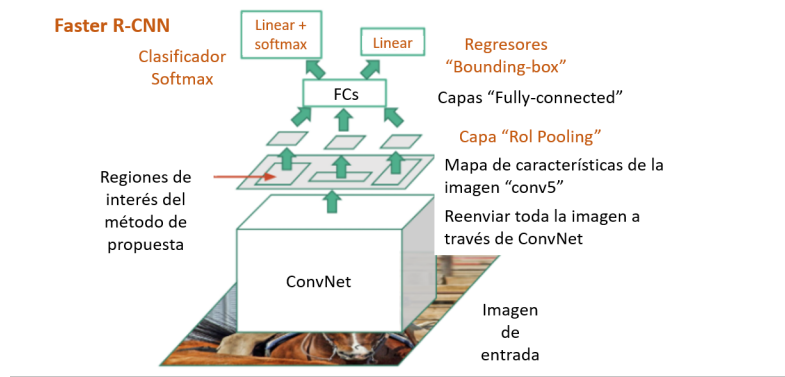 Faster R-CNN
Clasificador
Softmax
Linear +
softmax
Linear
Regresores
“Bounding-box”
FCs
Capas “Fully-connected”
Capa “Rol Pooling”
Regiones de
interés del
método de
propuesta
Mapa de características de la
imagen “conv5”
Reenviar toda la imagen a
través de ConvNet
ConvNet
Imagen
de
entrada